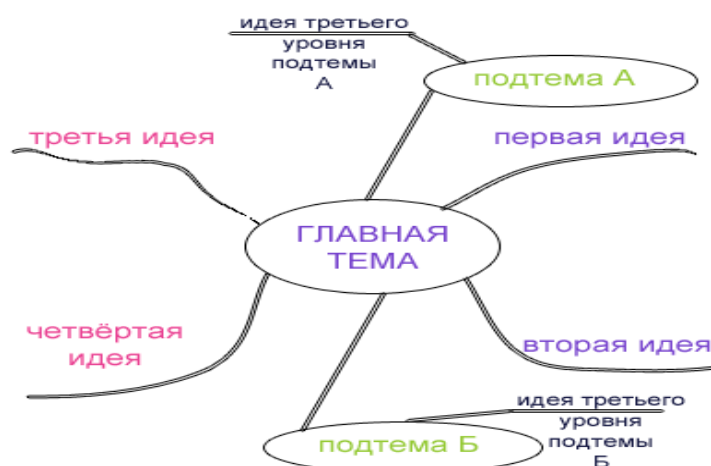 идея третьего
уровня
подтемы
А
подтема А
третья идея
первая идея
ГЛАВНАЯ
ТЕМА
четвёртая
идея
вторая идея
идея третьего
уровня
подтемы
Б
подтема Б